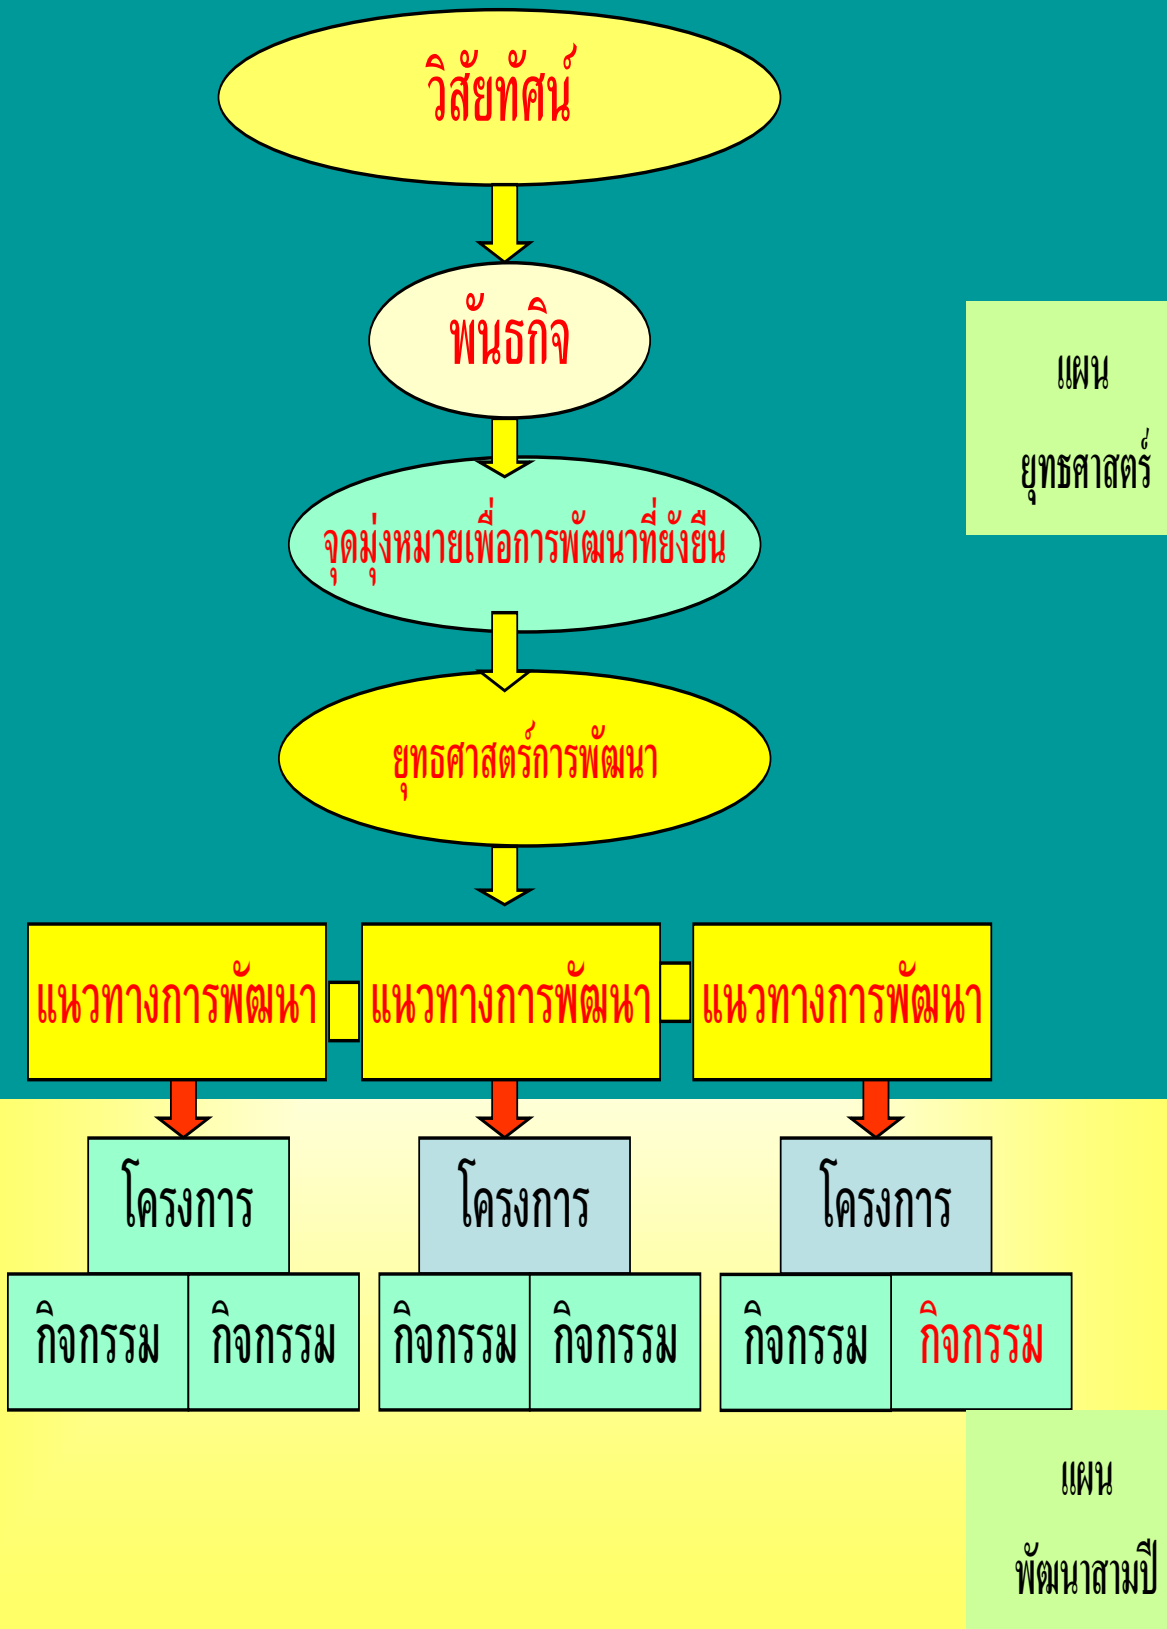 วิสัยทัศน์
พันธกิจ
แผน
ยุทธศาสตร์
จุดมุ่งหมายเพื่อการพัฒนาที่ยังยืน
ยุทธศาสตร์การพัฒนา
แนวทางการพัฒนา
แนวทางการพัฒนา
แนวทางการพัฒนา
โครงการ
โครงการ
โครงการ
กิจกรรม
กิจกรรม
กิจกรรม
กิจกรรม
กิจกรรม
กิจกรรม
แผน
พัฒนาสามปี